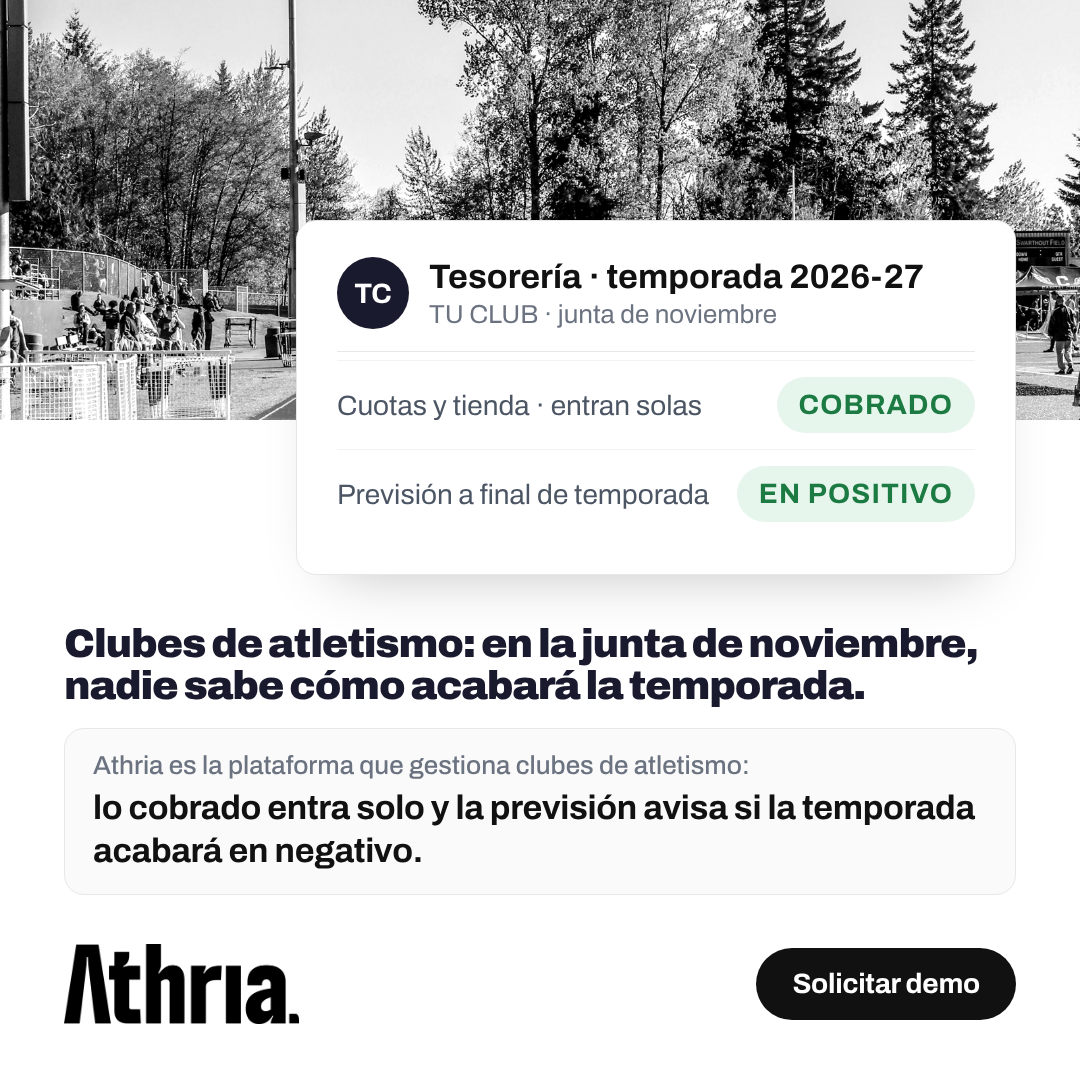 SWARTHOUT FIELD
TC
Tesorería · temporada 2026-27
TU CLUB · junta de noviembre
Cuotas y tienda · entran solas
COBRADO
Previsión a final de temporada
EN POSITIVO
Clubes de atletismo: en la junta de noviembre,
nadie sabe cómo acabará la temporada.
Athria es la plataforma que gestiona clubes de atletismo:
lo cobrado entra solo y la previsión avisa si la temporada
acabará en negativo.
Athria.
Solicitar demo